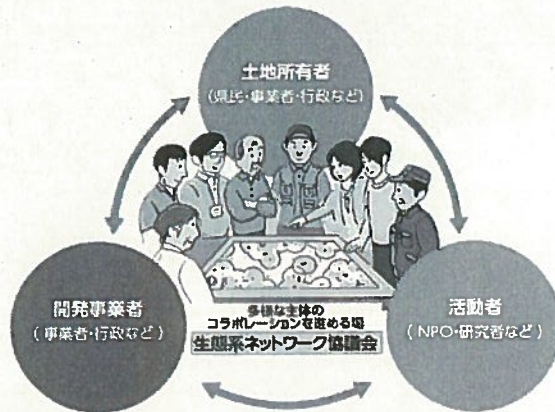 土地所有者
(県民・事業者・行政など)
開発事業者
(事業者・行政など)
多様な主体の
コラボレーションを進める場
生態系ネットワーク協議会
活動者
(NPO・研究者など)